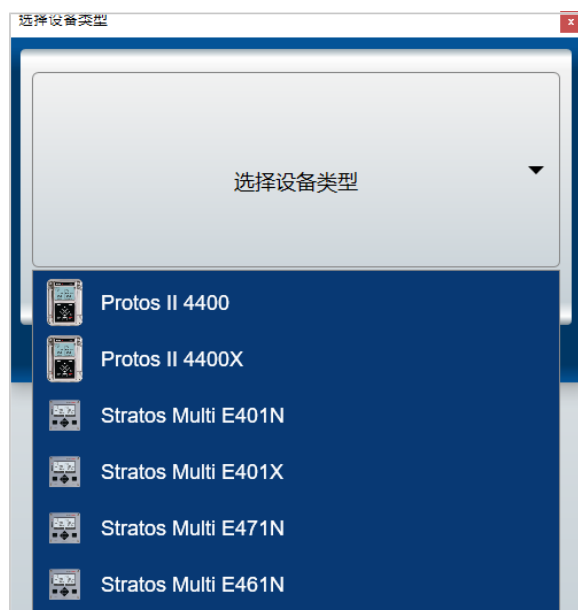 选择设备类型
x
选择设备类型
Protos II 4400
Protos II 4400X
Stratos Multi E401N
Stratos Multi E401X
Stratos Multi E471N
Stratos Multi E461N